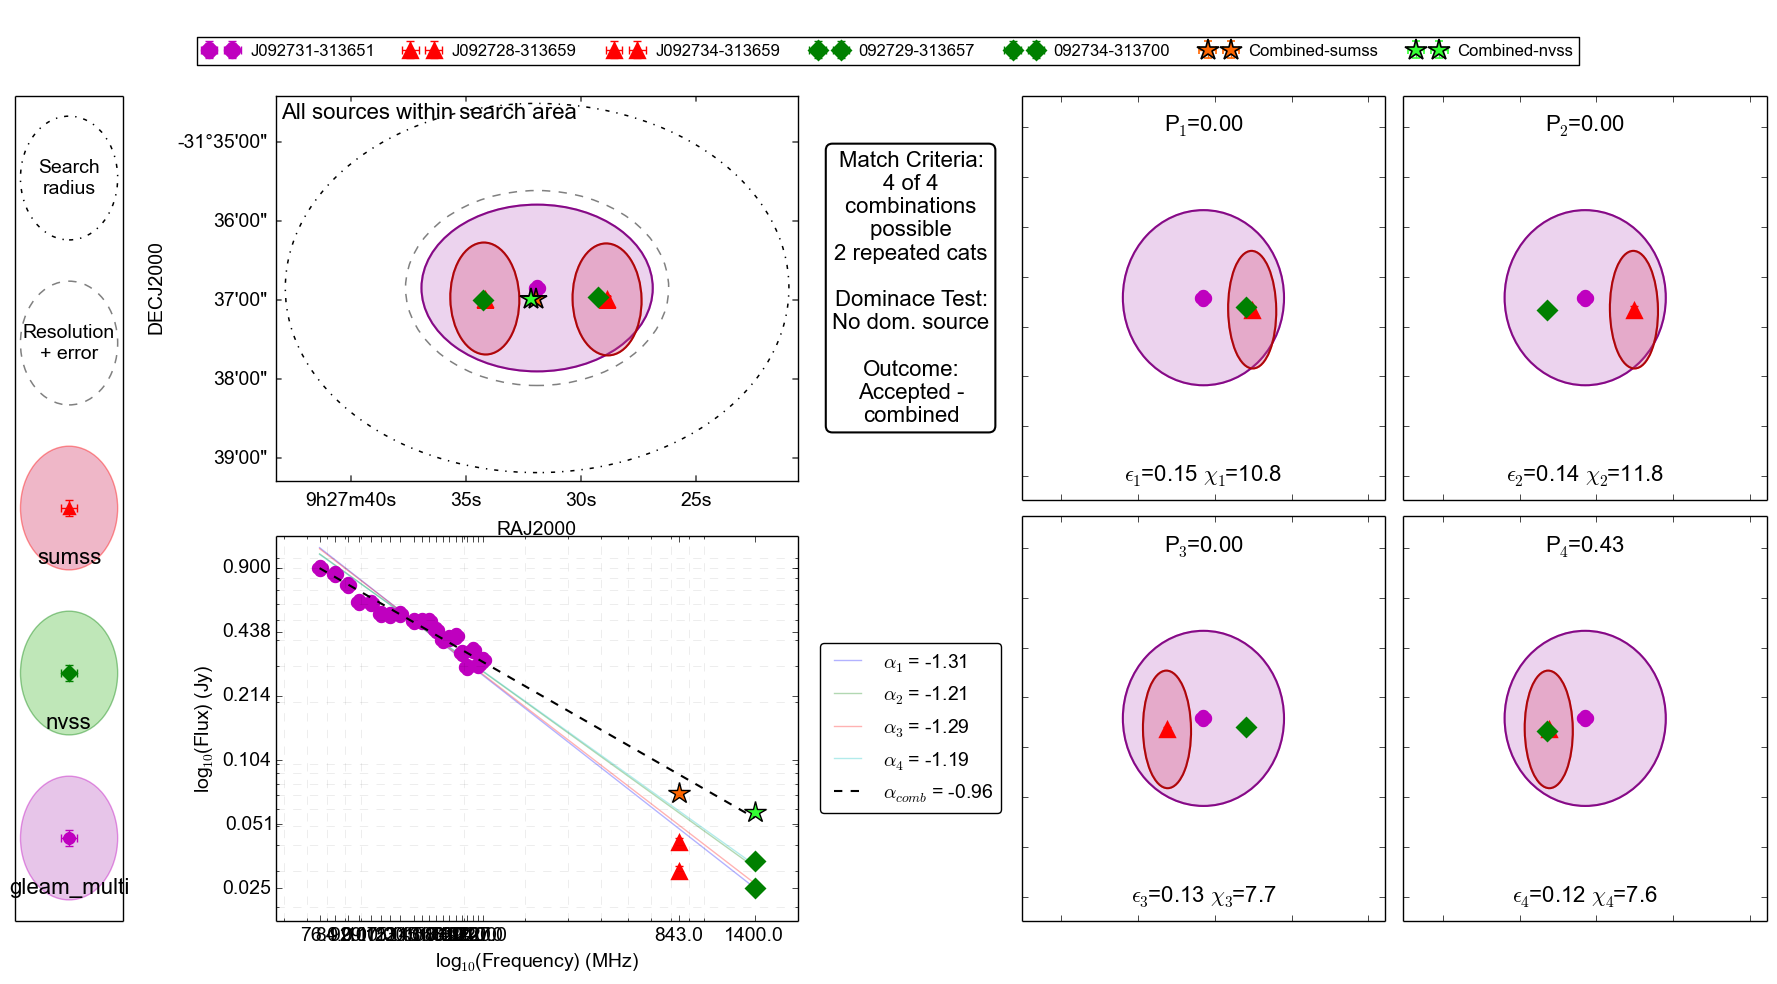 J092731-313651
J092728-313659
J092734-313659
092729-313657
092734-313700
Combined-sumss
Combined-nvss
Search
radius
Resolution
+ error
sumss
nvss
gleam_multi
All sources within search area
DECJ2000
-31°35'00"
36'00"
37'00"
38'00"
39'00"
9h27m40s
35s
30s
25s
RAJ2000
Match Criteria:
4 of 4
combinations
possible
2 repeated cats
Dominace Test:
No dom. source
Outcome:
Accepted -
combined
P1=0.00
ϵ1=0.15 χ1=10.8
P2=0.00
ϵ2=0.14 χ2=11.8
P3=0.00
ϵ3=0.13 χ3=7.7
P4=0.43
ϵ4=0.12 χ4=7.6
log10(Flux) (Jy)
0.900
0.438
0.214
0.104
0.051
0.025
843.0
1400.0
log10(Frequency) (MHz)
α1 = -1.31
α2 = -1.21
α3 = -1.29
α4 = -1.19
αcomb = -0.96